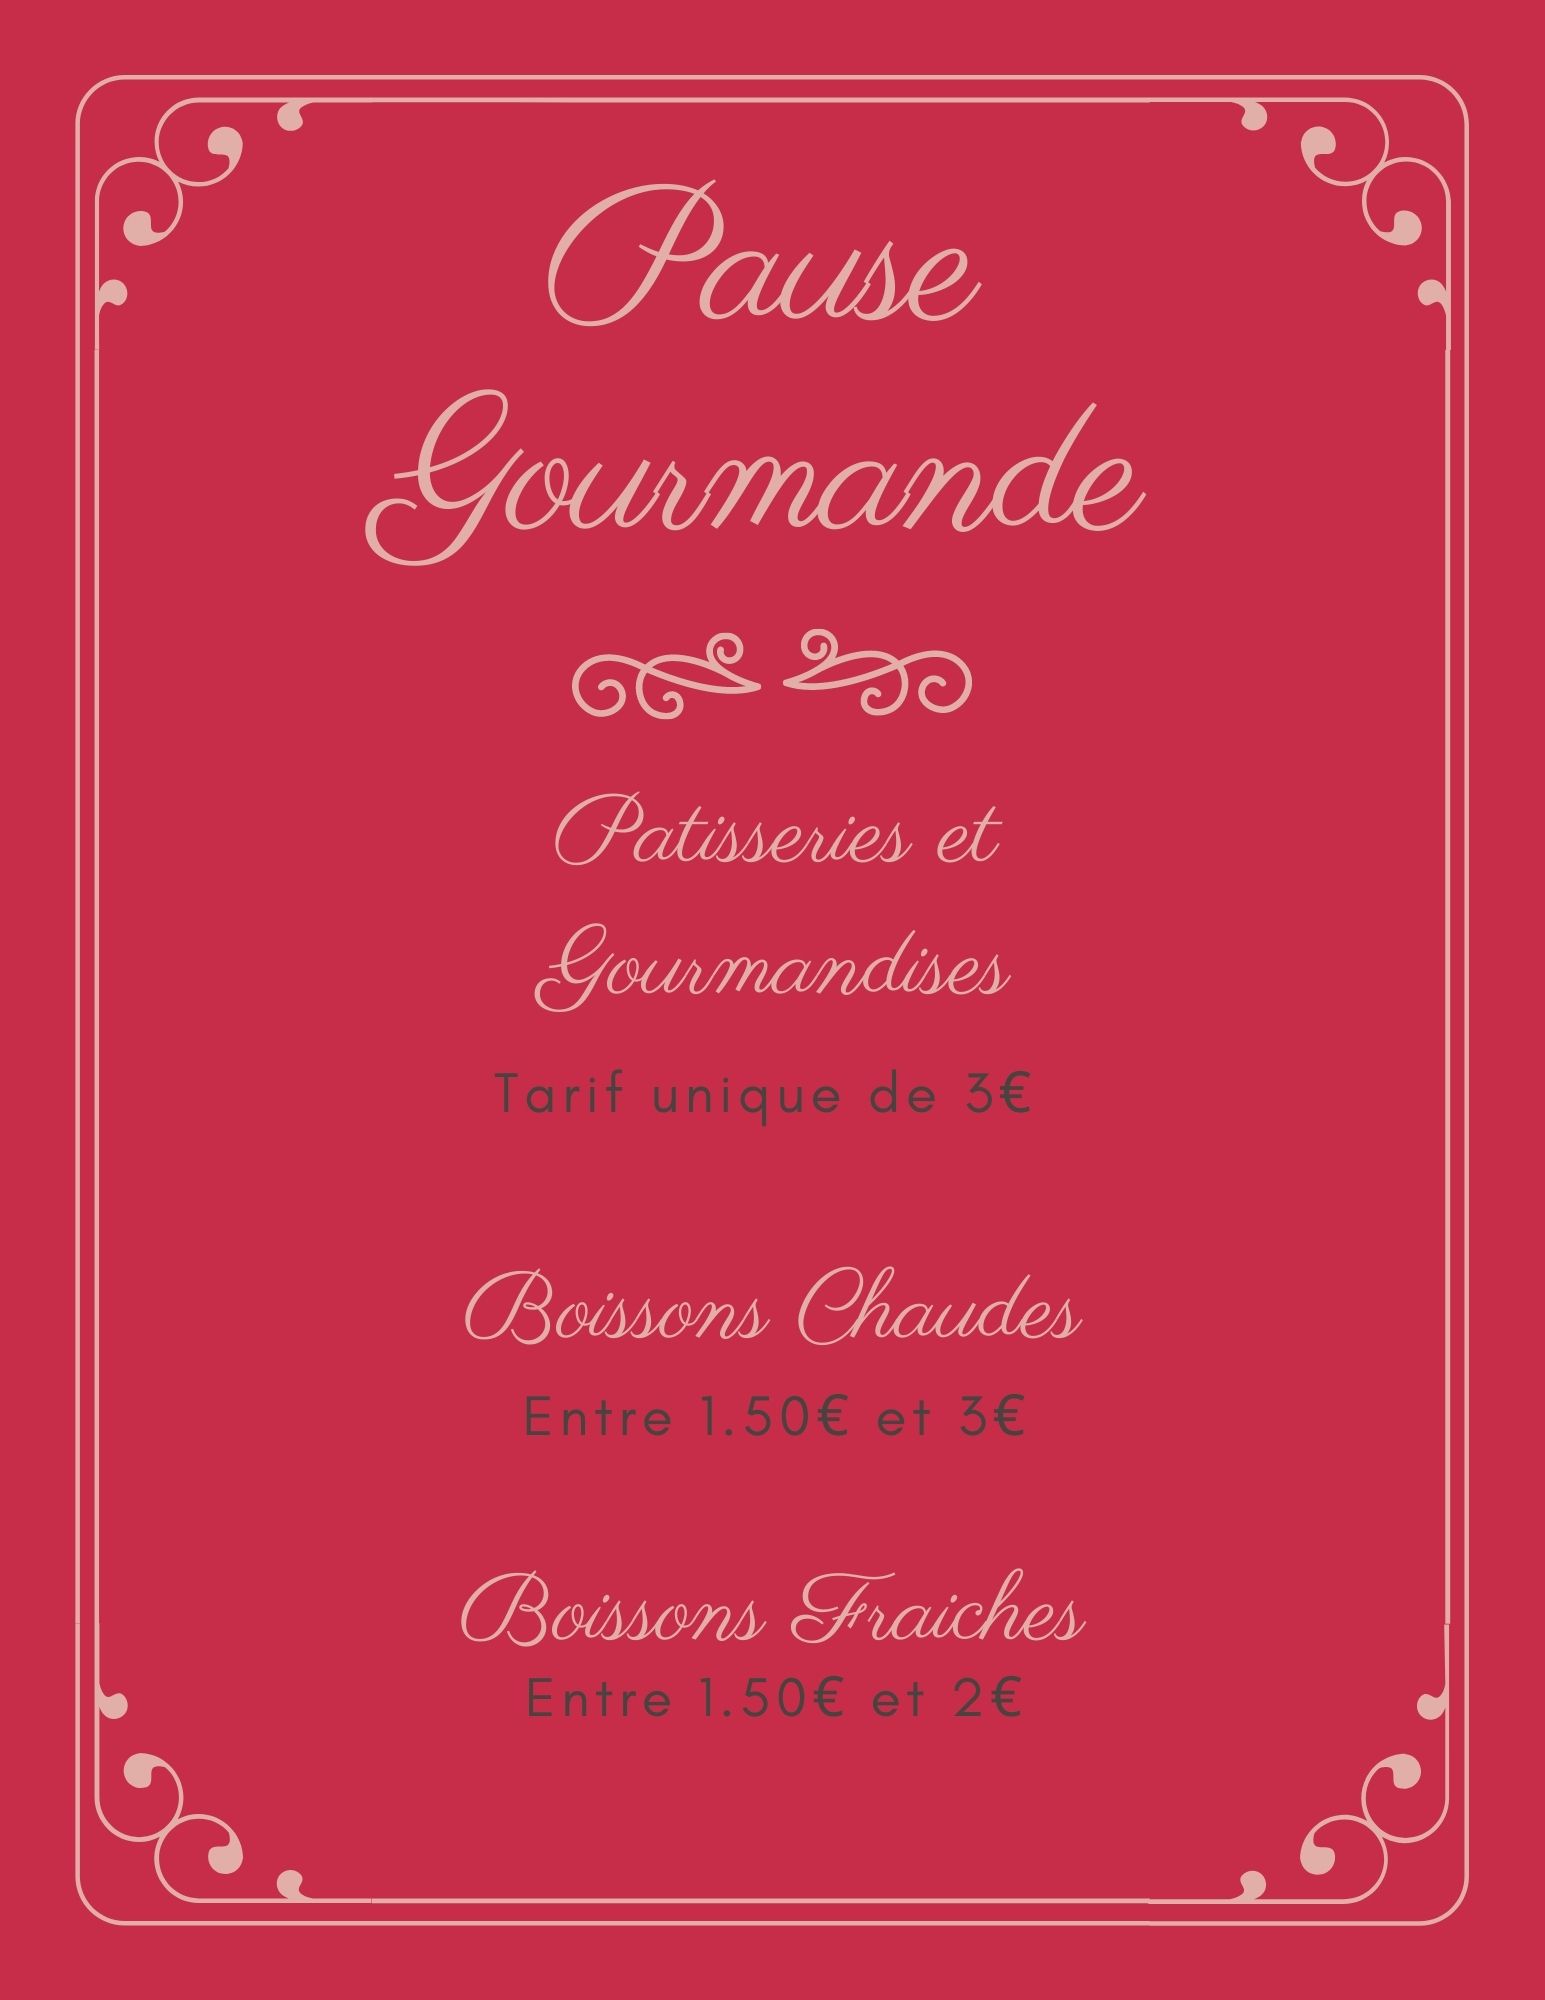 Pause
Gourmande
Patisseries et
Gourmandises
Tarif unique de 3€
Boissons Chaudes
Entre 1.50€ et 3€
Boissons Fraiches
Entre 1.50€ et 2€